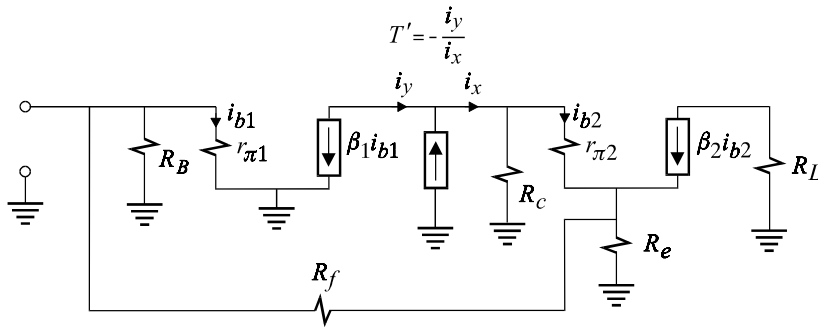 T' = - i_y / i_x
i_y i_x
i_b1 β_1 i_b1 i_b2 β_2 i_b2
R_B r_π1 R_c r_π2 R_L
R_e
R_f